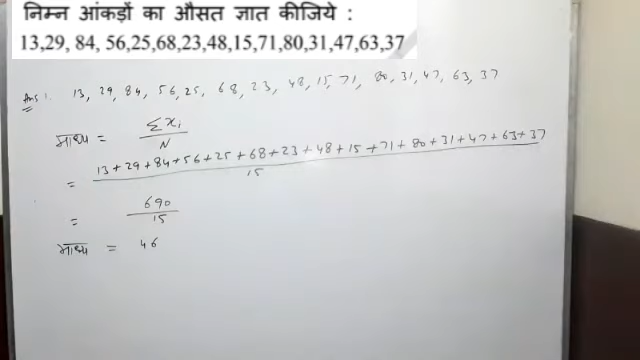 निम्न आंकड़ों का औसत ज्ञात कीजिये :
13,29, 84, 56,25,68,23,48,15,71,80,31,47,63,37
Ans: 13, 29, 84, 56, 25, 68, 23, 48, 15, 71, 80, 31, 47, 63, 37
माध्य = Σxi / N
= 13+29+84+56+25+68+23+48+15+71+80+31+47+63+37 / 15
= 690 / 15
माध्य = 46